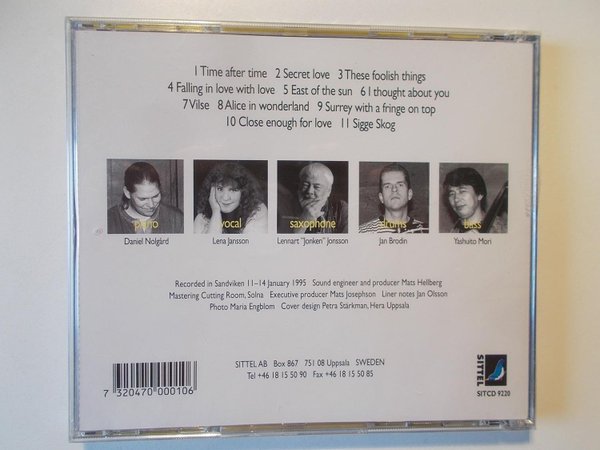 1 Time after time 2 Secret love 3 These foolish things
4 Falling in love with love 5 East of the sun 6 I thought about you
7 Vilse 8 Alice in wonderland 9 Surrey with a fringe on top
10 Close enough for love 11 Sigge Skog
piano vocal saxophone drums bass
Daniel Nolgård Lena Jansson Lennart "Jonken" Jonsson Jan Brodin Yashuito Mori
Recorded in Sandviken 11–14 January 1995 Sound engineer and producer Mats Hellberg
Mastering Cutting Room, Solna Executive producer Mats Josephson Liner notes Jan Olsson
Photo Maria Engblom Cover design Petra Stärkman, Hera Uppsala
SITTEL AB Box 867 751 08 Uppsala SWEDEN
Tel +46 18 15 50 90 Fax +46 18 15 50 85
7 320470 000106
SITTEL
SITCD 9220